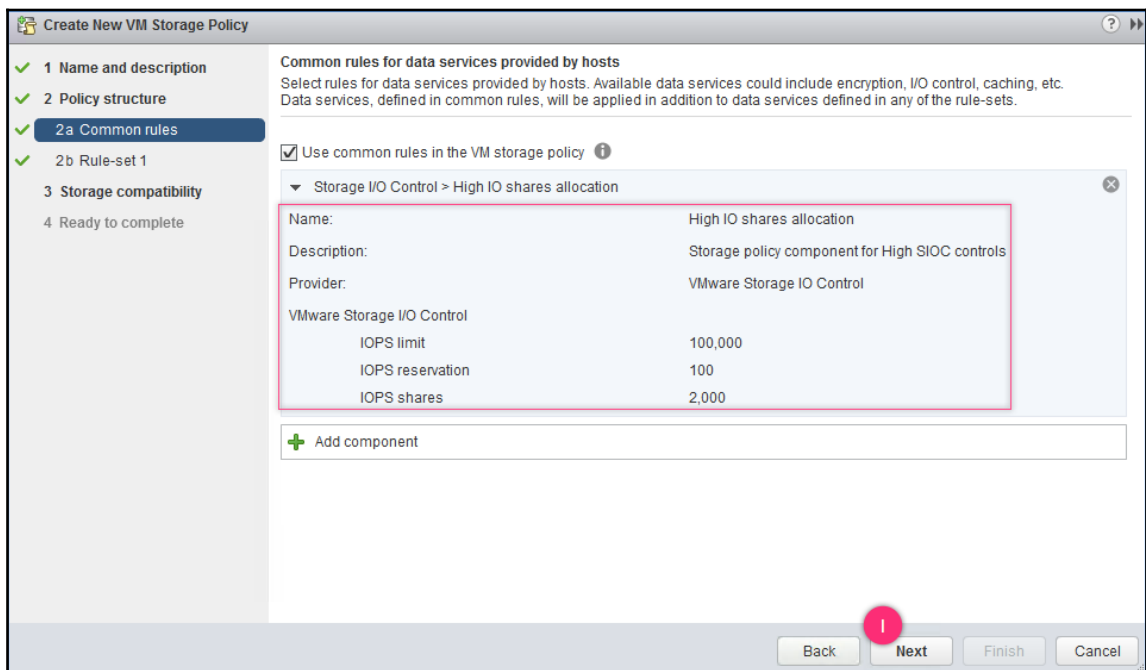 Create New VM Storage Policy
1 Name and description
2 Policy structure
2a Common rules
2b Rule-set 1
3 Storage compatibility
4 Ready to complete
Common rules for data services provided by hosts
Select rules for data services provided by hosts. Available data services could include encryption, I/O control, caching, etc.
Data services, defined in common rules, will be applied in addition to data services defined in any of the rule-sets.
Use common rules in the VM storage policy
Storage I/O Control > High IO shares allocation
Name: High IO shares allocation
Description: Storage policy component for High SIOC controls
Provider: VMware Storage IO Control
VMware Storage I/O Control
IOPS limit 100,000
IOPS reservation 100
IOPS shares 2,000
Add component
I
Back Next Finish Cancel